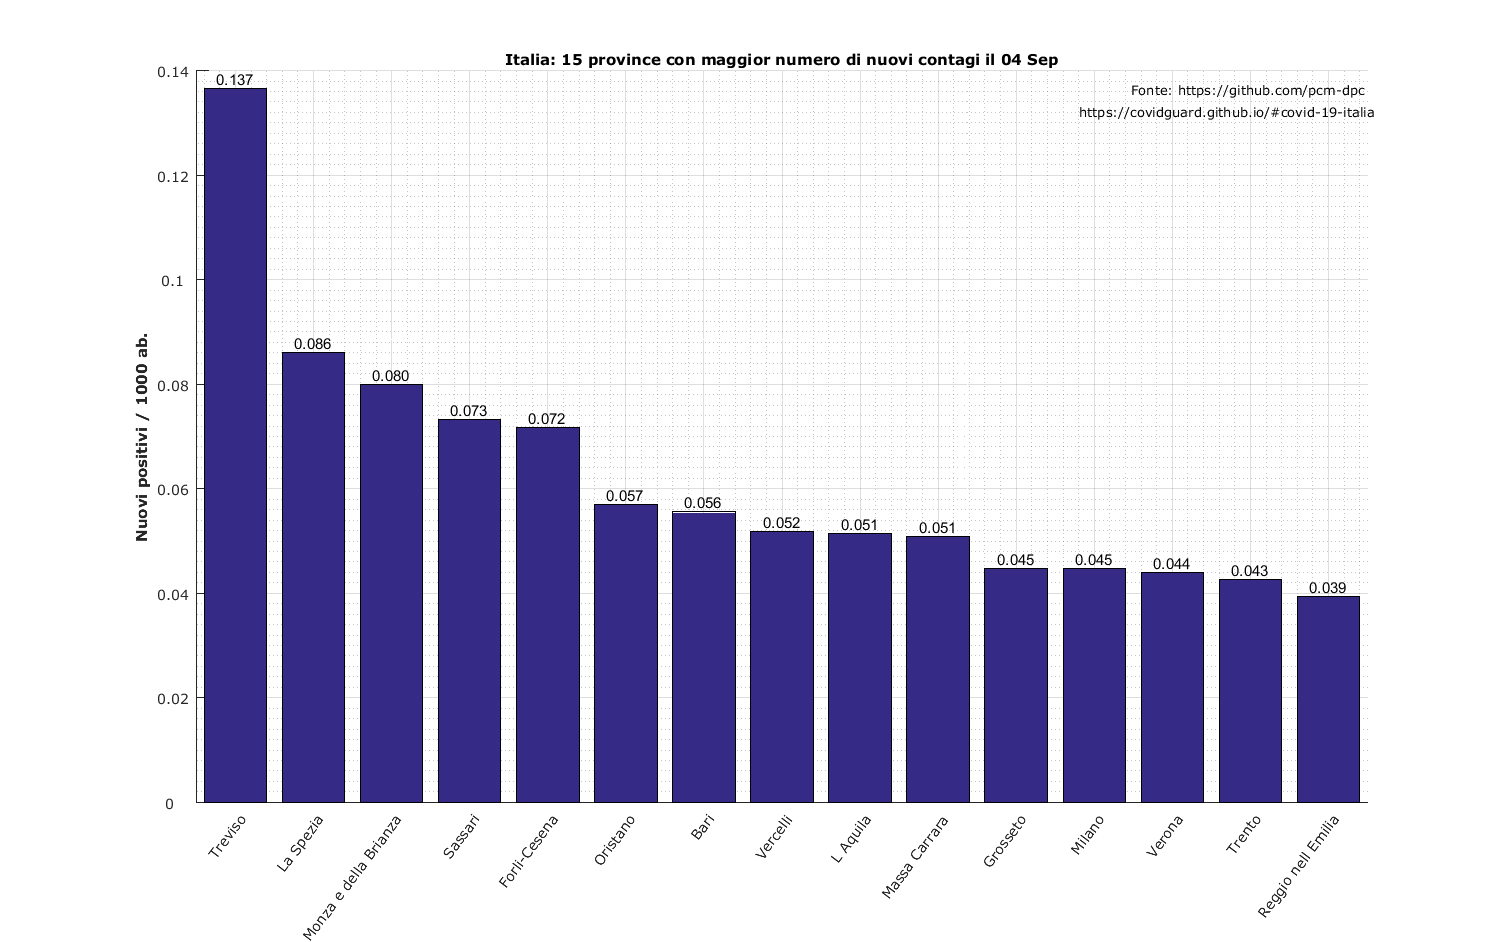 Italia: 15 province con maggior numero di nuovi contagi il 04 Sep
Fonte: https://github.com/pcm-dpc
https://covidguard.github.io/#covid-19-italia
Nuovi positivi / 1000 ab.
0.14
0.12
0.1
0.08
0.06
0.04
0.02
0
0.137
0.086
0.080
0.073
0.072
0.057
0.056
0.052
0.051
0.051
0.045
0.045
0.044
0.043
0.039
Treviso
La Spezia
Monza e della Brianza
Sassari
Forlì-Cesena
Oristano
Bari
Vercelli
L Aquila
Massa Carrara
Grosseto
Milano
Verona
Trento
Reggio nell Emilia